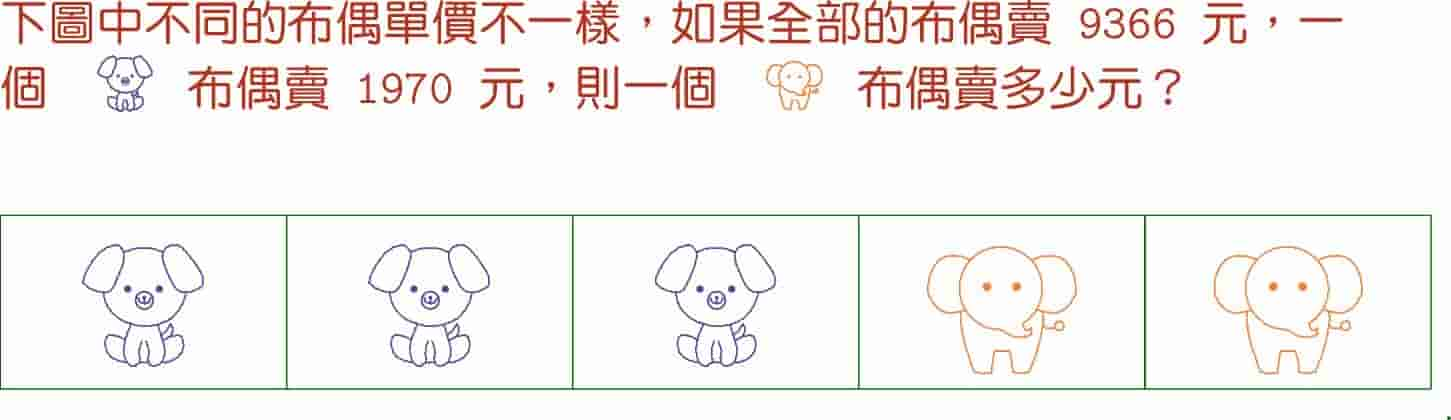 下圖中不同的布偶單價不一樣，如果全部的布偶賣 9366 元，一
個 布偶賣 1970 元，則一個 布偶賣多少元？